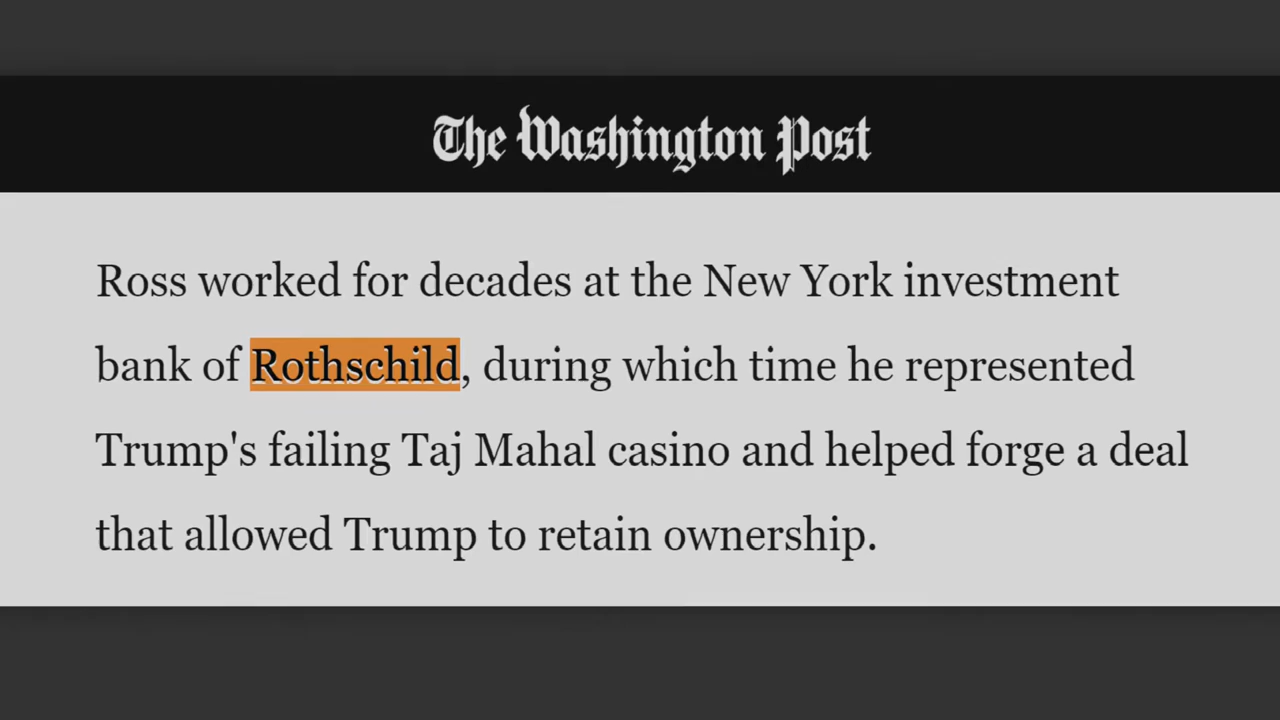 The Washington Post
Ross worked for decades at the New York investment
bank of Rothschild, during which time he represented
Trump's failing Taj Mahal casino and helped forge a deal
that allowed Trump to retain ownership.